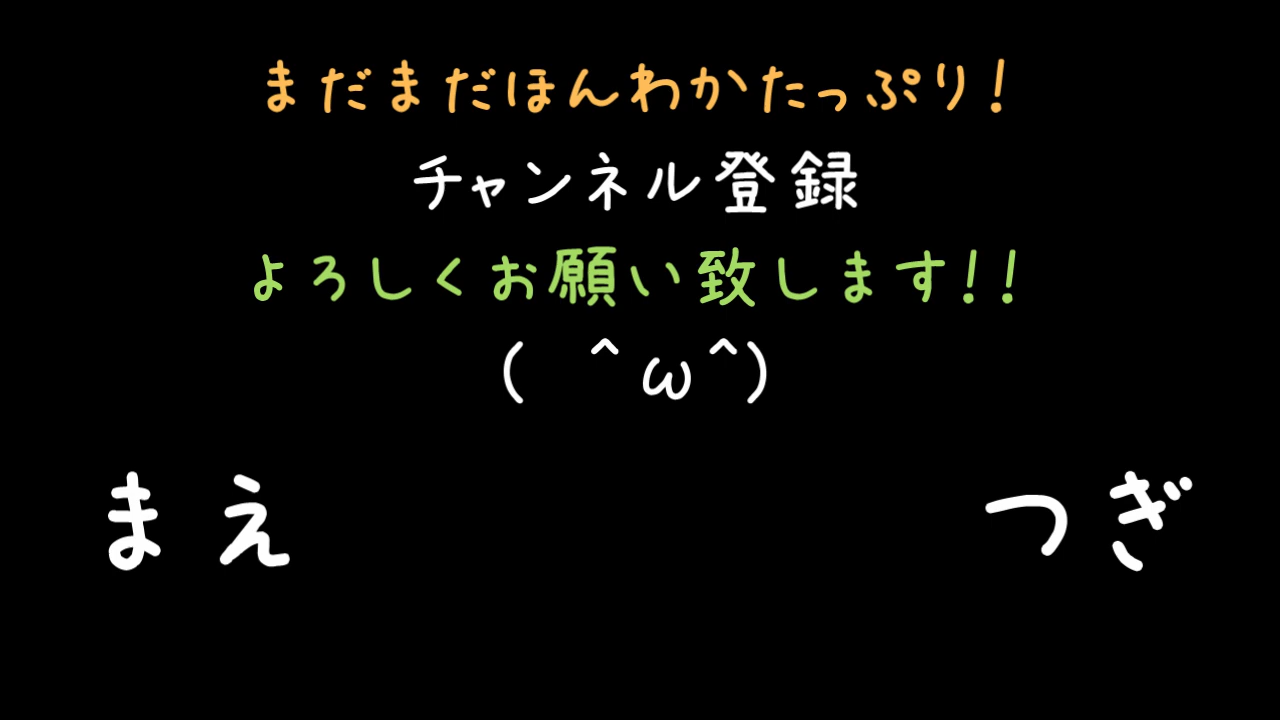 まだまだほんわかたっぷり!
チャンネル登録
よろしくお願い致します!!
( ^ω^)
まえ つぎ